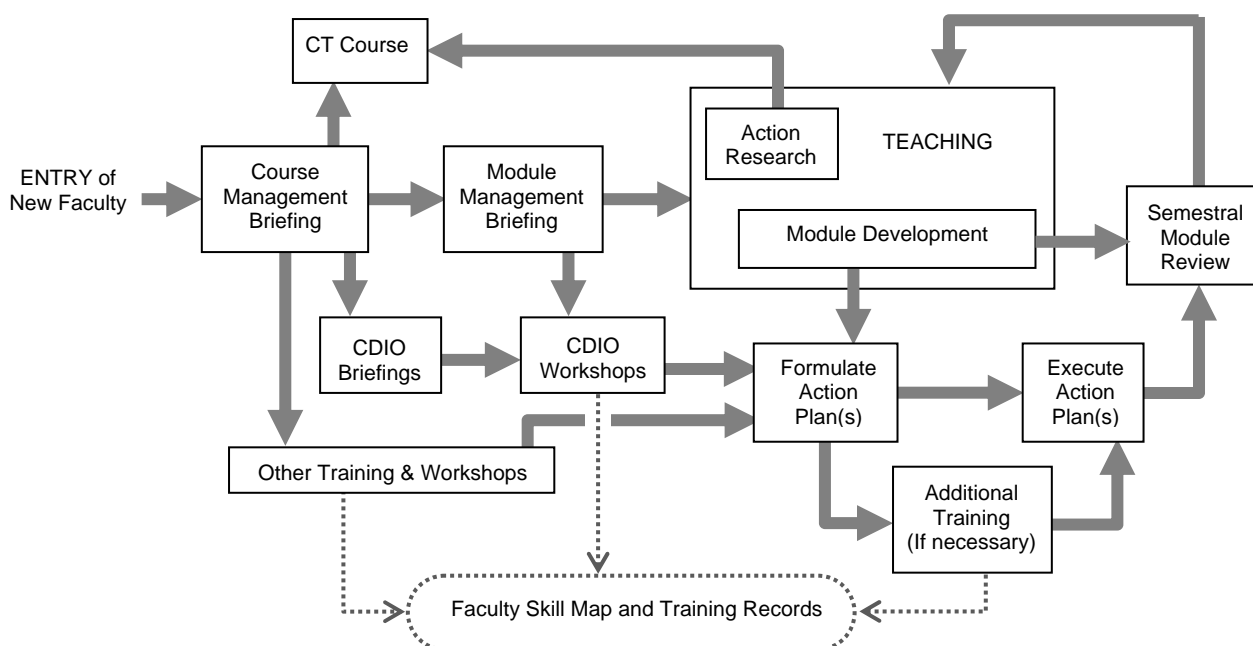 CT Course
Action
Research
TEACHING
ENTRY of
New Faculty
Course
Management
Briefing
Module
Management
Briefing
Module Development
Semestral
Module
Review
CDIO
Briefings
CDIO
Workshops
Formulate
Action
Plan(s)
Execute
Action
Plan(s)
Other Training & Workshops
Additional
Training
(If necessary)
Faculty Skill Map and Training Records